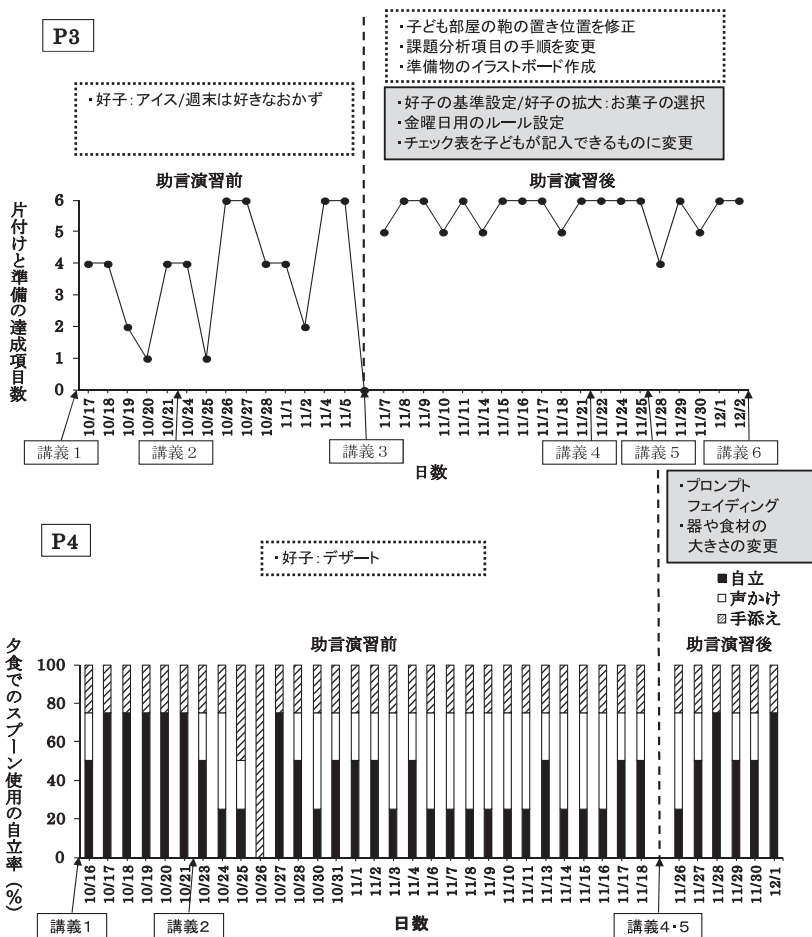 P3
・子ども部屋の鞄の置き位置を修正
・課題分析項目の手順を変更
・準備物のイラストボード作成
・好子：アイス/週末は好きなおかず
・好子の基準設定/好子の拡大：お菓子の選択
・金曜日用のルール設定
・チェック表を子どもが記入できるものに変更
助言演習前
助言演習後
片付けと準備の達成項目数
6
5
4
3
2
1
0
10/17 10/18 10/19 10/20 10/21 10/24 10/25 10/26 10/27 10/28 11/1 11/2 11/4 11/5 11/7 11/8 11/9 11/10 11/11 11/14 11/15 11/16 11/17 11/18 11/21 11/22 11/24 11/25 11/28 11/29 11/30 12/1 12/2
講義1 講義2 講義3 講義4 講義5 講義6
日数
P4
・好子：デザート
・プロンプト
フェイディング
・器や食材の
大きさの変更
■自立
□声かけ
手添え
助言演習前
助言演習後
夕食でのスプーン使用の自立率（%）
100
80
60
40
20
0
10/16 10/17 10/18 10/19 10/20 10/21 10/23 10/24 10/25 10/26 10/27 10/28 10/30 10/31 11/1 11/2 11/3 11/4 11/6 11/7 11/8 11/9 11/10 11/11 11/13 11/14 11/15 11/16 11/17 11/18 11/26 11/27 11/28 11/29 11/30 12/1
講義1 講義2 日数 講義4・5